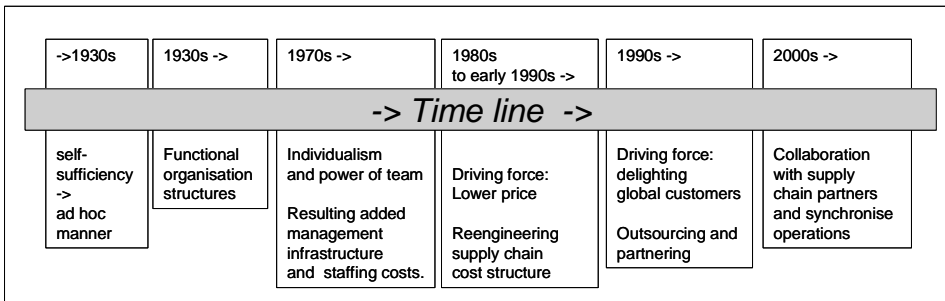 ->1930s
1930s ->
1970s ->
1980s
to early 1990s ->
1990s ->
2000s ->
-> Time line ->
self-
sufficiency
->
ad hoc
manner
Functional
organisation
structures
Individualism
and power of team
Resulting added
management
infrastructure
and staffing costs.
Driving force:
Lower price
Reengineering
supply chain
cost structure
Driving force:
delighting
global customers
Outsourcing and
partnering
Collaboration
with supply
chain partners
and synchronise
operations